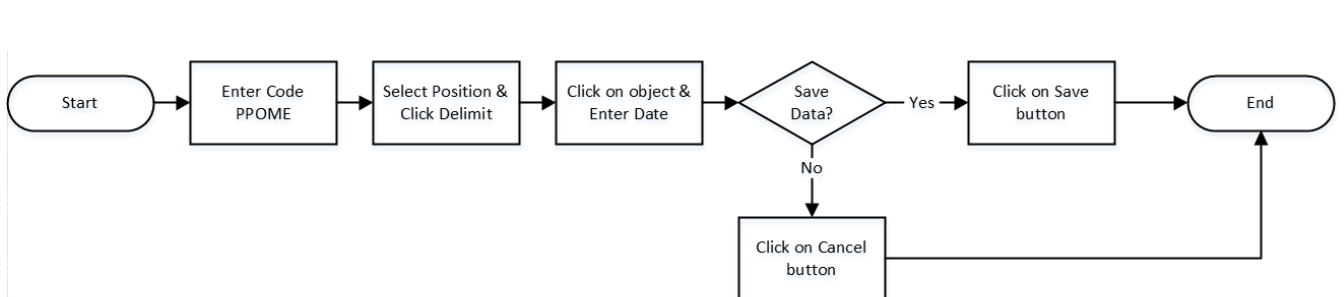 Start
Enter Code
PPOME
Select Position &
Click Delimit
Click on object &
Enter Date
Save
Data?
Yes
Click on Save
button
End
No
Click on Cancel
button